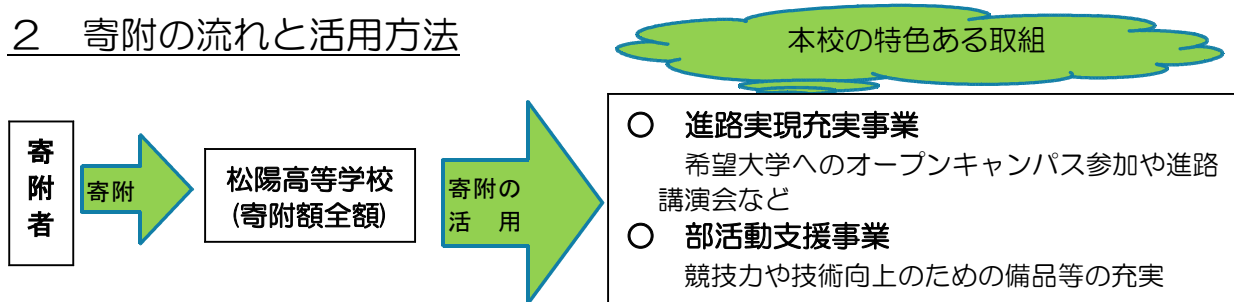 2 寄附の流れと活用方法
本校の特色ある取組
寄附者
寄附
松陽高等学校
(寄附額全額)
寄附の
活　用
○　進路実現充実事業
希望大学へのオープンキャンパス参加や進路
講演会など
○　部活動支援事業
競技力や技術向上のための備品等の充実